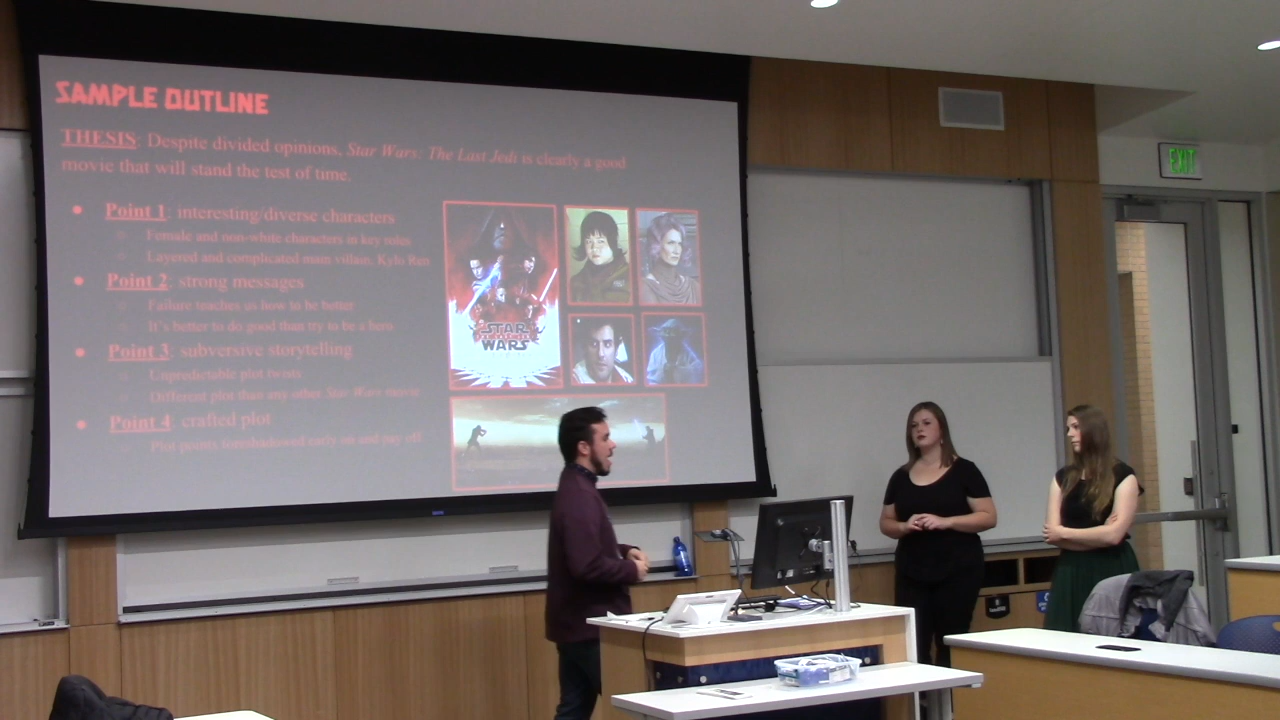 SAMPLE OUTLINE
THESIS: Despite divided opinions, Star Wars: The Last Jedi is clearly a good
movie that will stand the test of time.
Point 1: interesting/diverse characters
Female and non-white characters in key roles
Layered and complicated main villain, Kylo Ren
Point 2: strong messages
Failure teaches us how to be better
It's better to do good than try to be a hero
Point 3: subversive storytelling
Unpredictable plot twists
Different plot than any other Star Wars movie
Point 4: crafted plot
Plot points foreshadowed early on and pay off
STAR
WARS
EXIT